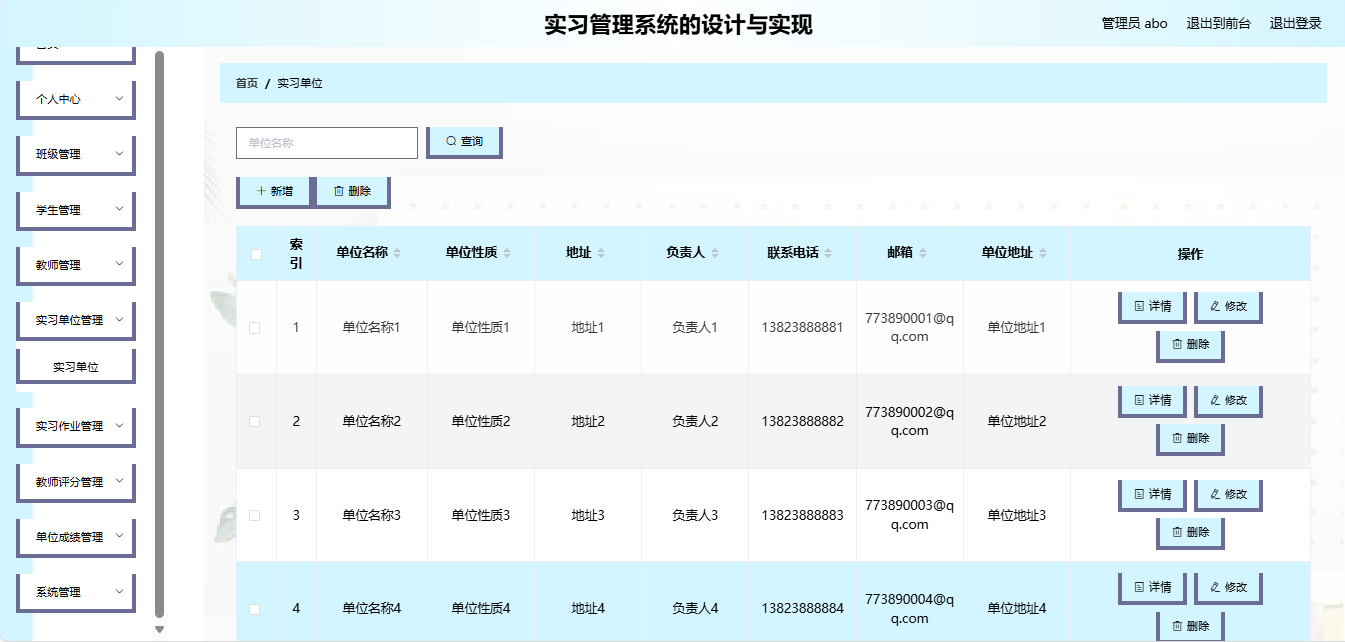 实习管理系统的设计与实现
管理员 abo 退出到前台 退出登录
个人中心
班级管理
学生管理
教师管理
实习单位管理
实习单位
实习作业管理
教师评分管理
单位成绩管理
系统管理
首页 / 实习单位
单位名称 查询
新增 删除
索引 单位名称 单位性质 地址 负责人 联系电话 邮箱 单位地址 操作
1 单位名称1 单位性质1 地址1 负责人1 13823888881 773890001@qq.com 单位地址1 详情 修改 删除
2 单位名称2 单位性质2 地址2 负责人2 13823888882 773890002@qq.com 单位地址2 详情 修改 删除
3 单位名称3 单位性质3 地址3 负责人3 13823888883 773890003@qq.com 单位地址3 详情 修改 删除
4 单位名称4 单位性质4 地址4 负责人4 13823888884 773890004@qq.com 单位地址4 详情 修改 删除